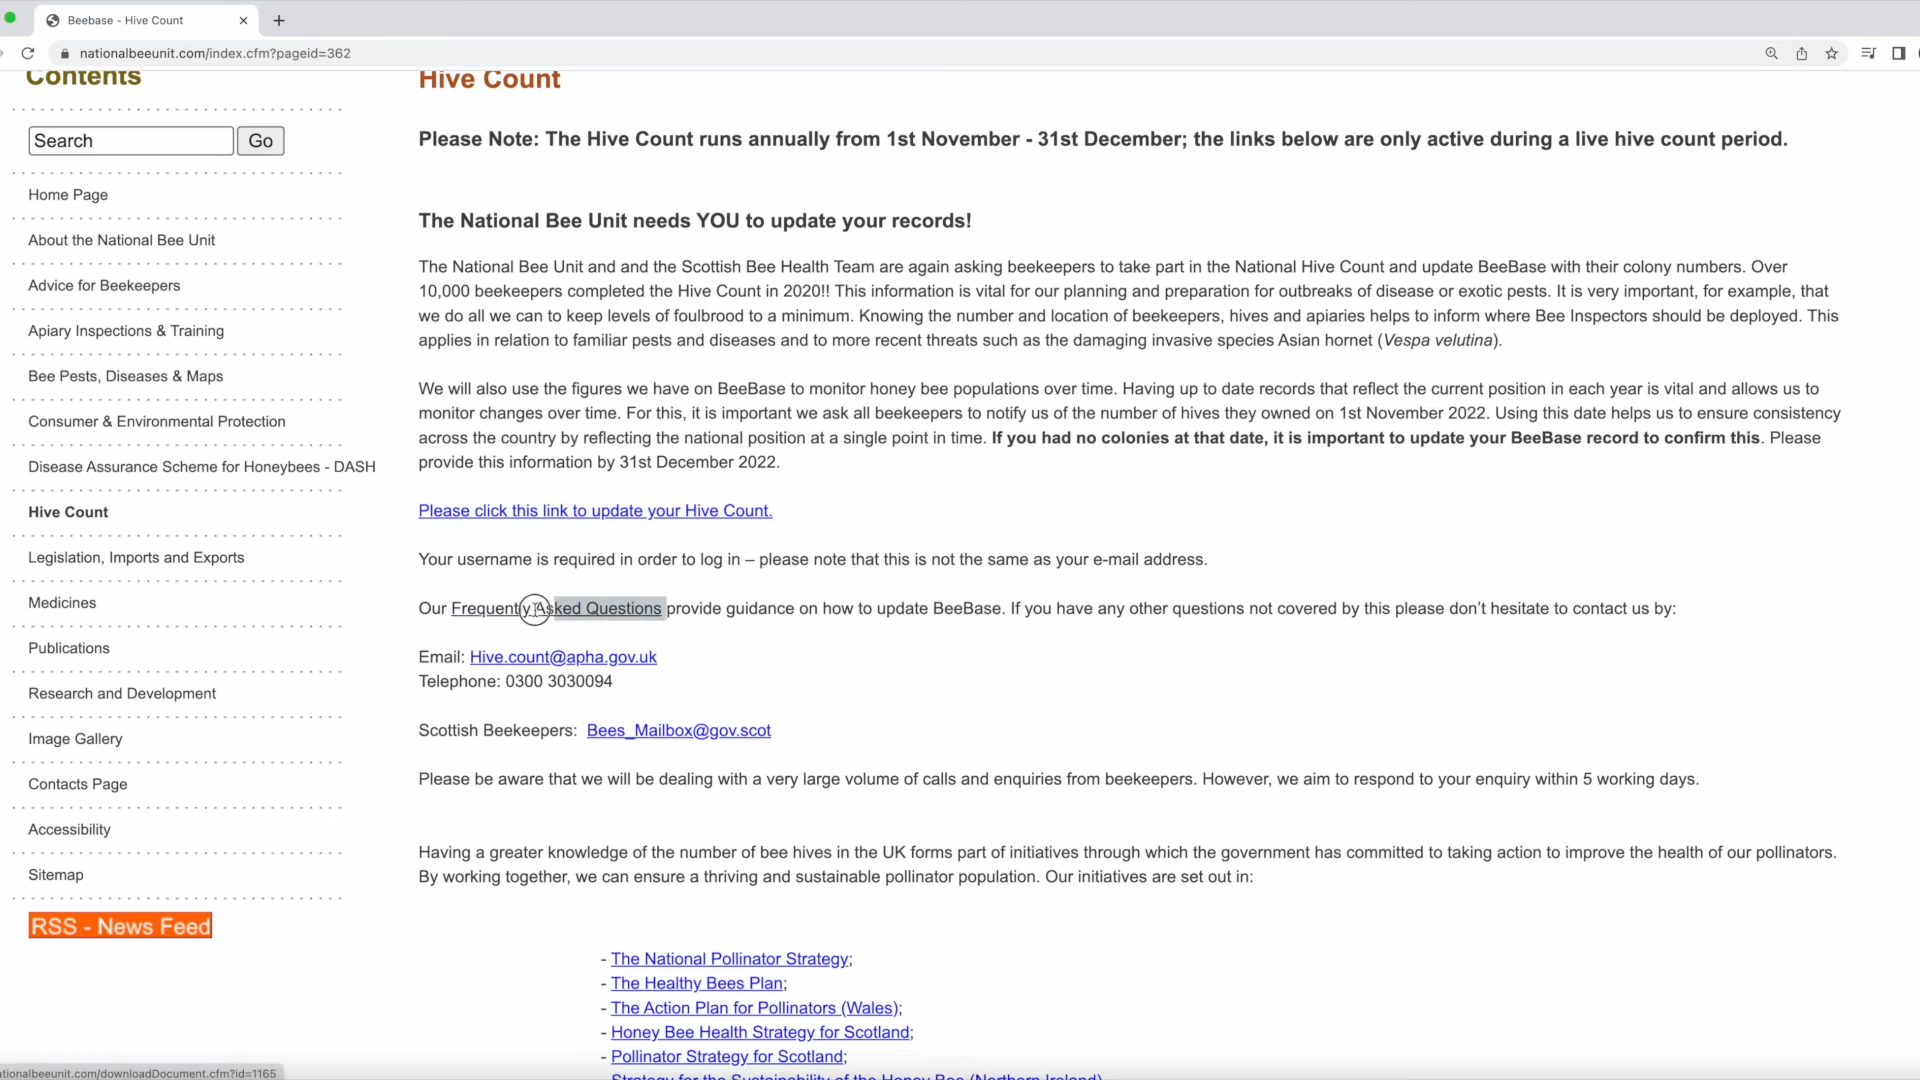 Beebase - Hive Count
nationalbeeunit.com/index.cfm?pageid=362
Contents
Search
Go
Home Page
About the National Bee Unit
Advice for Beekeepers
Apiary Inspections & Training
Bee Pests, Diseases & Maps
Consumer & Environmental Protection
Disease Assurance Scheme for Honeybees - DASH
Hive Count
Legislation, Imports and Exports
Medicines
Publications
Research and Development
Image Gallery
Contacts Page
Accessibility
Sitemap
RSS - News Feed
Hive Count
Please Note: The Hive Count runs annually from 1st November - 31st December; the links below are only active during a live hive count period.
The National Bee Unit needs YOU to update your records!
The National Bee Unit and and the Scottish Bee Health Team are again asking beekeepers to take part in the National Hive Count and update BeeBase with their colony numbers. Over
10,000 beekeepers completed the Hive Count in 2020!! This information is vital for our planning and preparation for outbreaks of disease or exotic pests. It is very important, for example, that
we do all we can to keep levels of foulbrood to a minimum. Knowing the number and location of beekeepers, hives and apiaries helps to inform where Bee Inspectors should be deployed. This
applies in relation to familiar pests and diseases and to more recent threats such as the damaging invasive species Asian hornet (Vespa velutina).
We will also use the figures we have on BeeBase to monitor honey bee populations over time. Having up to date records that reflect the current position in each year is vital and allows us to
monitor changes over time. For this, it is important we ask all beekeepers to notify us of the number of hives they owned on 1st November 2022. Using this date helps us to ensure consistency
across the country by reflecting the national position at a single point in time. If you had no colonies at that date, it is important to update your BeeBase record to confirm this. Please
provide this information by 31st December 2022.
Please click this link to update your Hive Count.
Your username is required in order to log in – please note that this is not the same as your e-mail address.
Our Frequently Asked Questions provide guidance on how to update BeeBase. If you have any other questions not covered by this please don't hesitate to contact us by:
Email: Hive.count@apha.gov.uk
Telephone: 0300 3030094
Scottish Beekeepers: Bees_Mailbox@gov.scot
Please be aware that we will be dealing with a very large volume of calls and enquiries from beekeepers. However, we aim to respond to your enquiry within 5 working days.
Having a greater knowledge of the number of bee hives in the UK forms part of initiatives through which the government has committed to taking action to improve the health of our pollinators.
By working together, we can ensure a thriving and sustainable pollinator population. Our initiatives are set out in:
- The National Pollinator Strategy;
- The Healthy Bees Plan;
- The Action Plan for Pollinators (Wales);
- Honey Bee Health Strategy for Scotland;
- Pollinator Strategy for Scotland;
Strategy for the Sustainability of the Honey Bee (Northern Ireland)
tionalbeeunit.com/downloadDocument.cfm?id=1165